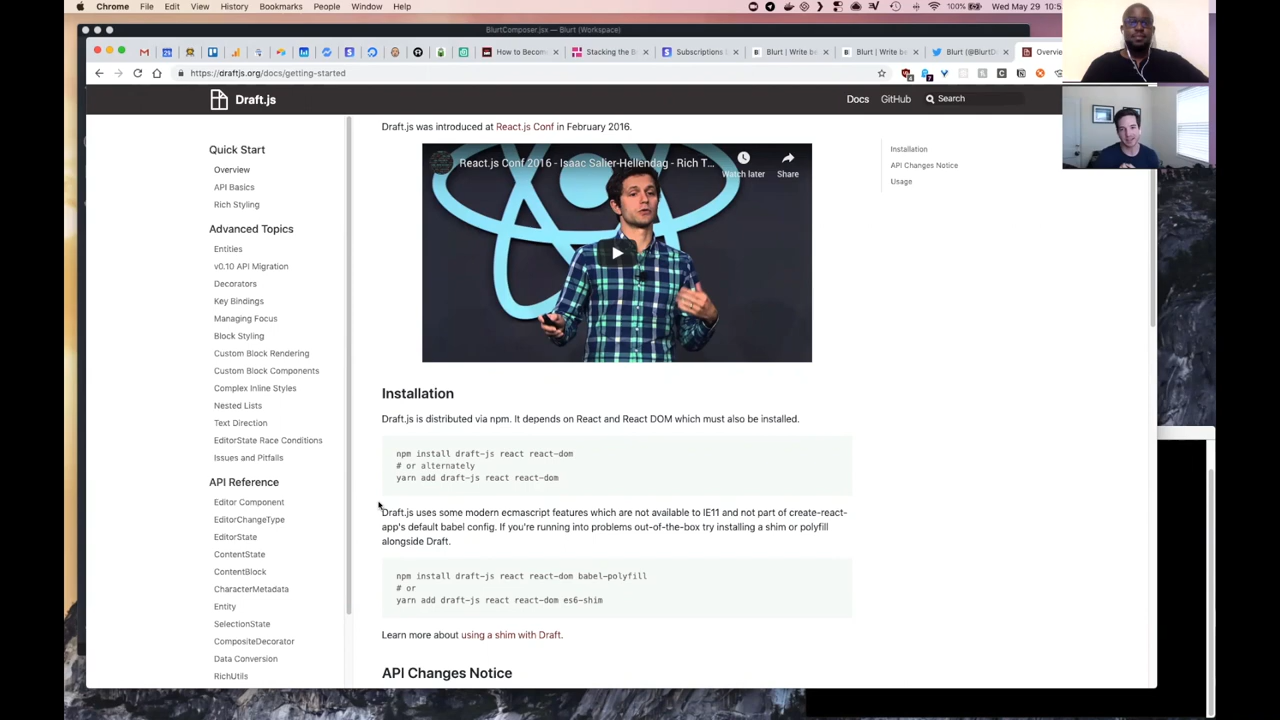 Chrome File Edit View History Bookmarks People Window Help 100% Wed May 29 10:5
BlurtComposer.jsx — Blurt (Workspace)
How to Becom Stacking the B Subscriptions Blurt | Write be Blurt | Write be Blurt (@BlurtD Overvie
https://draftjs.org/docs/getting-started
Draft.js Docs GitHub Search
Quick Start
Overview
API Basics
Rich Styling
Advanced Topics
Entities
v0.10 API Migration
Decorators
Key Bindings
Managing Focus
Block Styling
Custom Block Rendering
Custom Block Components
Complex Inline Styles
Nested Lists
Text Direction
EditorState Race Conditions
Issues and Pitfalls
API Reference
Editor Component
EditorChangeType
EditorState
ContentState
ContentBlock
CharacterMetadata
Entity
SelectionState
CompositeDecorator
Data Conversion
RichUtils
Draft.js was introduced at React.js Conf in February 2016.
React.js Conf 2016 - Isaac Salier-Hellendag - Rich T...
Watch later Share
Installation
Draft.js is distributed via npm. It depends on React and React DOM which must also be installed.
npm install draft-js react react-dom
# or alternately
yarn add draft-js react react-dom
Draft.js uses some modern ecmascript features which are not available to IE11 and not part of create-react-
app's default babel config. If you're running into problems out-of-the-box try installing a shim or polyfill
alongside Draft.
npm install draft-js react react-dom babel-polyfill
# or
yarn add draft-js react react-dom es6-shim
Learn more about using a shim with Draft.
API Changes Notice
Installation
API Changes Notice
Usage